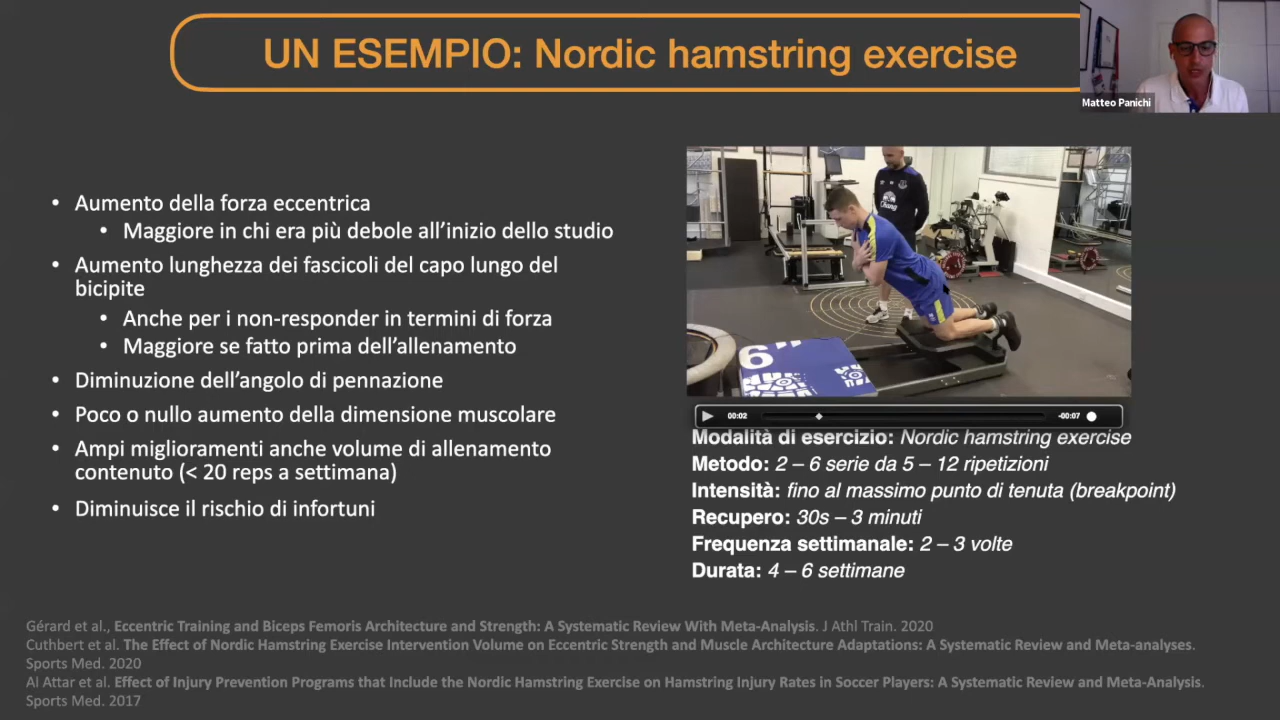 UN ESEMPIO: Nordic hamstring exercise
Matteo Panichi
• Aumento della forza eccentrica
• Maggiore in chi era più debole all'inizio dello studio
• Aumento lunghezza dei fascicoli del capo lungo del
bicipite
• Anche per i non-responder in termini di forza
• Maggiore se fatto prima dell'allenamento
• Diminuzione dell'angolo di pennazione
• Poco o nullo aumento della dimensione muscolare
• Ampi miglioramenti anche volume di allenamento
contenuto (< 20 reps a settimana)
• Diminuisce il rischio di infortuni
Chang
6"
00:02
-00:07
Modalità di esercizio: Nordic hamstring exercise
Metodo: 2 – 6 serie da 5 – 12 ripetizioni
Intensità: fino al massimo punto di tenuta (breakpoint)
Recupero: 30s – 3 minuti
Frequenza settimanale: 2 – 3 volte
Durata: 4 – 6 settimane
Gérard et al., Eccentric Training and Biceps Femoris Architecture and Strength: A Systematic Review With Meta-Analysis. J Athl Train. 2020
Cuthbert et al. The Effect of Nordic Hamstring Exercise Intervention Volume on Eccentric Strength and Muscle Architecture Adaptations: A Systematic Review and Meta-analyses.
Sports Med. 2020
Al Attar et al. Effect of Injury Prevention Programs that Include the Nordic Hamstring Exercise on Hamstring Injury Rates in Soccer Players: A Systematic Review and Meta-Analysis.
Sports Med. 2017